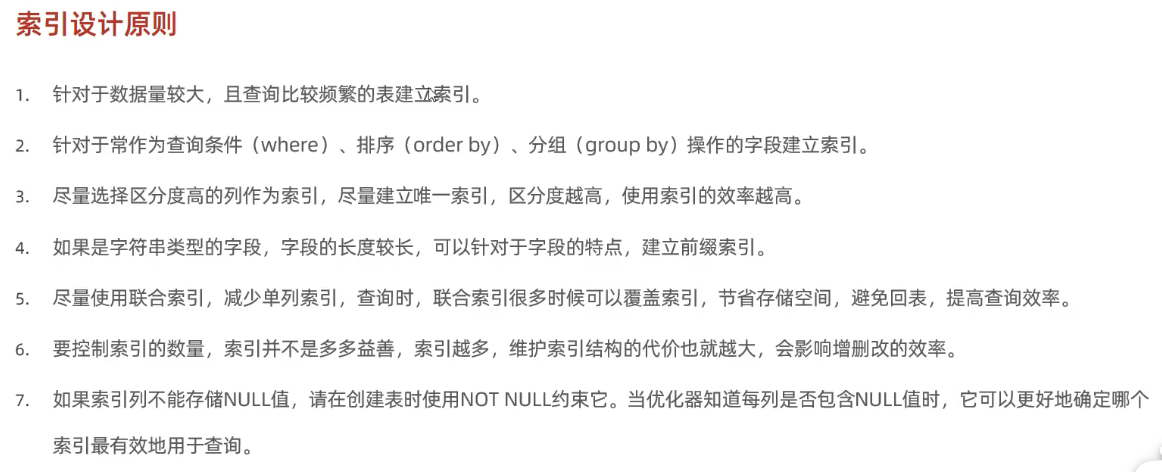 索引设计原则
1. 针对于数据量较大，且查询比较频繁的表建立索引。
2. 针对于常作为查询条件（where）、排序（order by）、分组（group by）操作的字段建立索引。
3. 尽量选择区分度高的列作为索引，尽量建立唯一索引，区分度越高，使用索引的效率越高。
4. 如果是字符串类型的字段，字段的长度较长，可以针对于字段的特点，建立前缀索引。
5. 尽量使用联合索引，减少单列索引，查询时，联合索引很多时候可以覆盖索引，节省存储空间，避免回表，提高查询效率。
6. 要控制索引的数量，索引并不是多多益善，索引越多，维护索引结构的代价也就越大，会影响增删改的效率。
7. 如果索引列不能存储NULL值，请在创建表时使用NOT NULL约束它。当优化器知道每列是否包含NULL值时，它可以更好地确定哪个
索引最有效地用于查询。